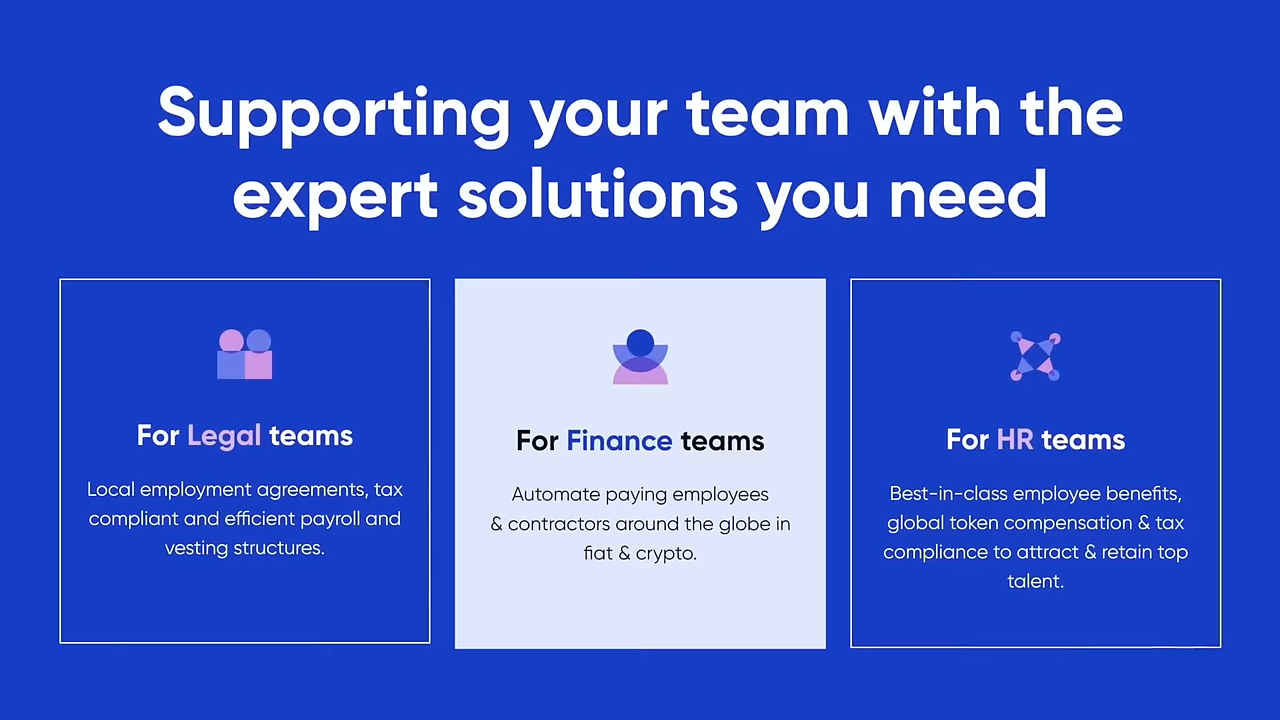 Supporting your team with the
expert solutions you need
For Legal teams
Local employment agreements, tax
compliant and efficient payroll and
vesting structures.
For Finance teams
Automate paying employees
& contractors around the globe in
fiat & crypto.
For HR teams
Best-in-class employee benefits,
global token compensation & tax
compliance to attract & retain top
talent.